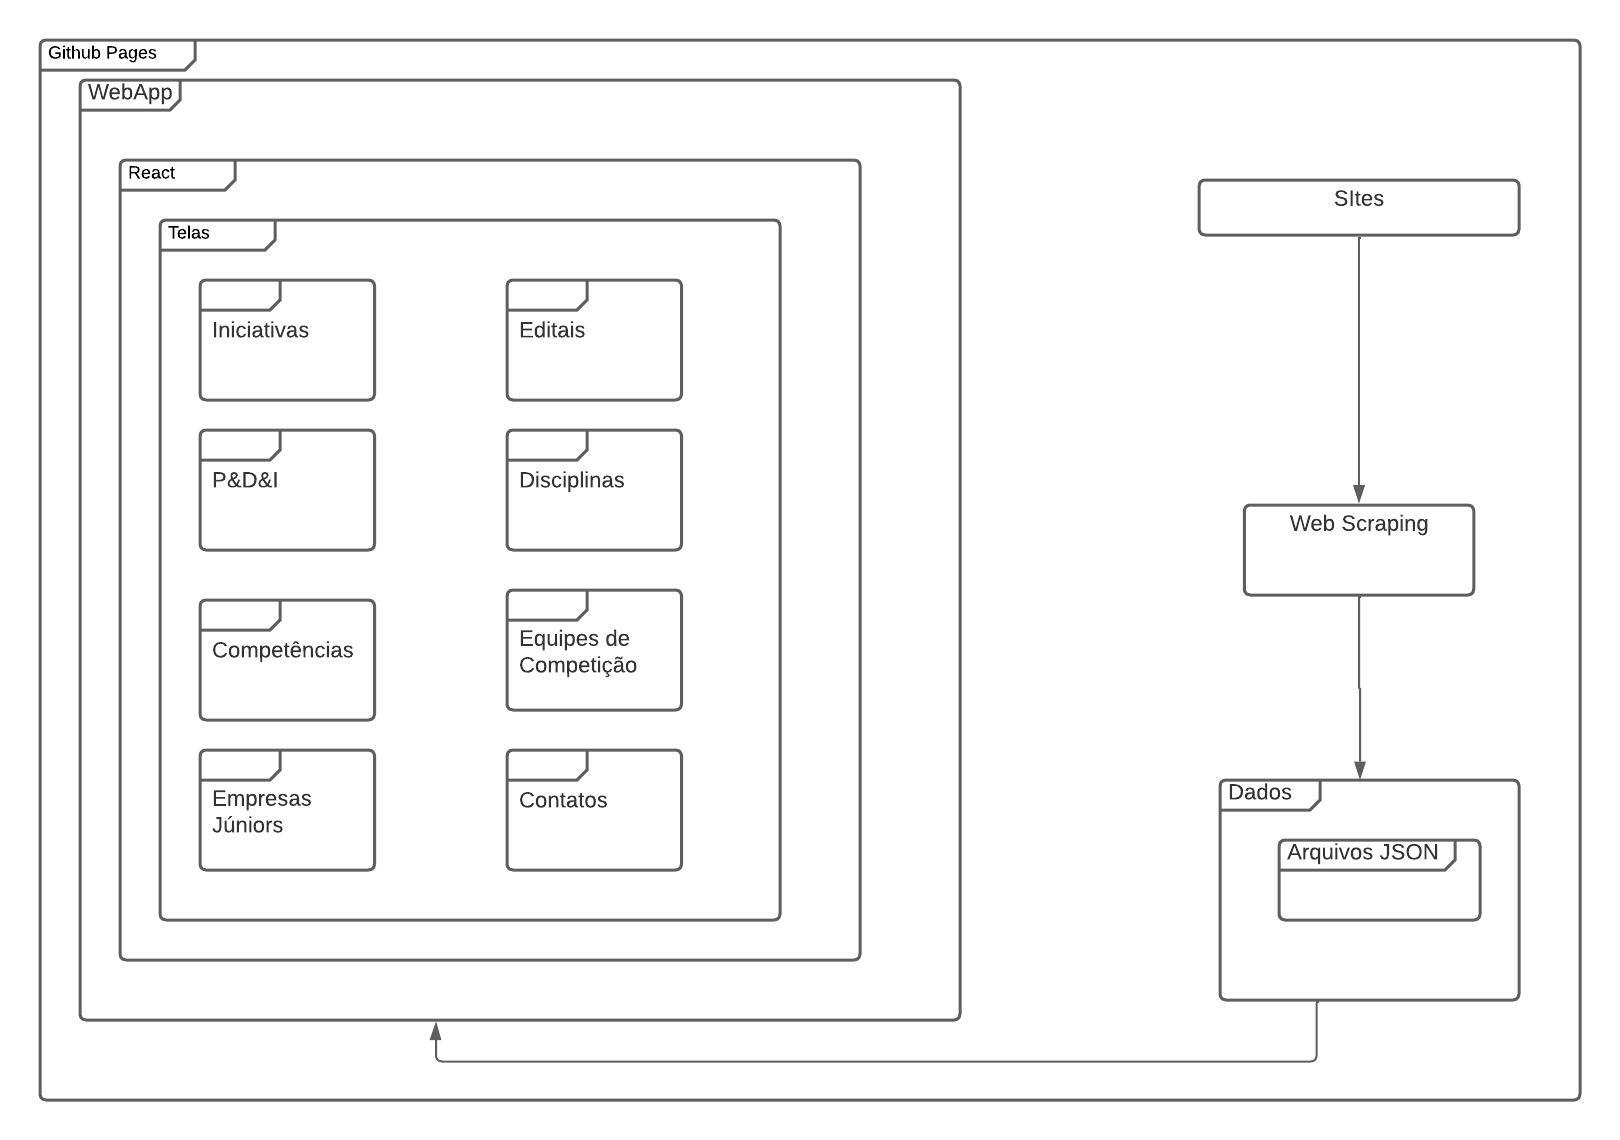 Github Pages
WebApp
React
Telas
Iniciativas
Editais
P&D&I
Disciplinas
Competências
Equipes de
Competição
Empresas
Júniors
Contatos
SItes
Web Scraping
Dados
Arquivos JSON